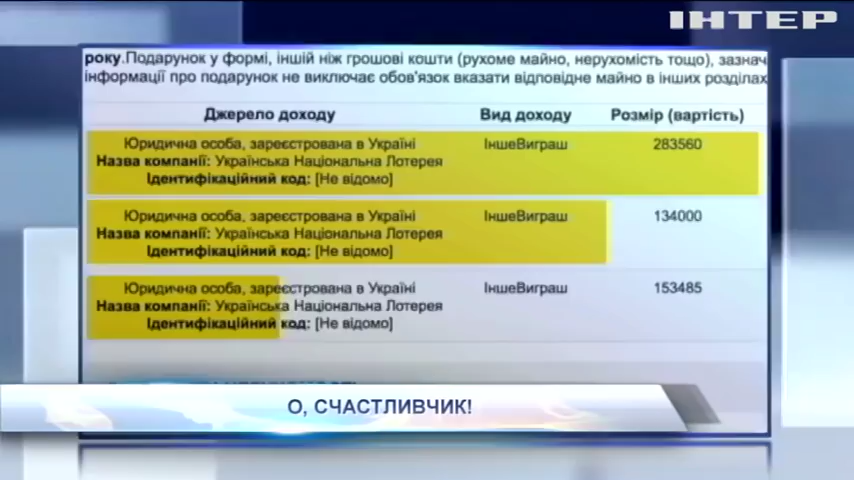 ІНТЕР
року.Подарунок у формі, іншій ніж грошові кошти (рухоме майно, нерухомість тощо), зазнач
інформації про подарунок не виключає обов'язок вказати відповідне майно в інших розділах
Джерело доходу Вид доходу Розмір (вартість)
Юридична особа, зареєстрована в Україні ІншеВиграш 283560
Назва компанії: Українська Національна Лотерея
Ідентифікаційний код: [Не відомо]
Юридична особа, зареєстрована в Україні ІншеВиграш 134000
Назва компанії: Українська Національна Лотерея
Ідентифікаційний код: [Не відомо]
Юридична особа, зареєстрована в Україні ІншеВиграш 153485
Назва компанії: Українська Національна Лотерея
Ідентифікаційний код: [Не відомо]
О, СЧАСТЛИВЧИК!